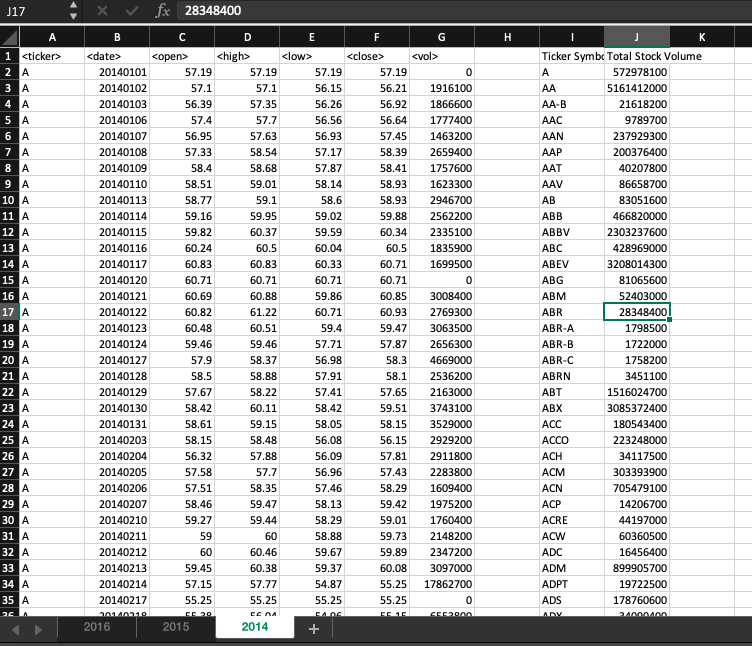 J17 fx 28348400
A B C D E F G H I J K
1 <ticker> <date> <open> <high> <low> <close> <vol> Ticker Symbo Total Stock Volume
2 A 20140101 57.19 57.19 57.19 57.19 0 A 572978100
3 A 20140102 57.1 57.1 56.15 56.21 1916100 AA 5161412000
4 A 20140103 56.39 57.35 56.26 56.92 1866600 AA-B 21618200
5 A 20140106 57.4 57.7 56.56 56.64 1777400 AAC 9789700
6 A 20140107 56.95 57.63 56.93 57.45 1463200 AAN 237929300
7 A 20140108 57.33 58.54 57.17 58.39 2659400 AAP 200376400
8 A 20140109 58.4 58.68 57.87 58.41 1757600 AAT 40207800
9 A 20140110 58.51 59.01 58.14 58.93 1623300 AAV 86658700
10 A 20140113 58.77 59.1 58.6 58.93 2946700 AB 83051600
11 A 20140114 59.16 59.95 59.02 59.88 2562200 ABB 466820000
12 A 20140115 59.82 60.37 59.59 60.34 2335100 ABBV 2303237600
13 A 20140116 60.24 60.5 60.04 60.5 1835900 ABC 428969000
14 A 20140117 60.83 60.83 60.33 60.71 1699500 ABEV 3208014300
15 A 20140120 60.71 60.71 60.71 60.71 0 ABG 81065600
16 A 20140121 60.69 60.88 59.86 60.85 3008400 ABM 52403000
17 A 20140122 60.82 61.22 60.71 60.93 2769300 ABR 28348400
18 A 20140123 60.48 60.51 59.4 59.47 3063500 ABR-A 1798500
19 A 20140124 59.46 59.46 57.71 57.87 2656300 ABR-B 1722000
20 A 20140127 57.9 58.37 56.98 58.3 4669000 ABR-C 1758200
21 A 20140128 58.5 58.88 57.91 58.1 2536200 ABRN 3451100
22 A 20140129 57.67 58.22 57.41 57.65 2163000 ABT 1516024700
23 A 20140130 58.42 60.11 58.42 59.51 3743100 ABX 3085372400
24 A 20140131 58.61 59.15 58.05 58.15 3529000 ACC 180543400
25 A 20140203 58.15 58.48 56.08 56.15 2929200 ACCO 223248000
26 A 20140204 56.32 57.88 56.09 57.81 2911800 ACH 34117500
27 A 20140205 57.58 57.7 56.96 57.43 2283800 ACM 303393900
28 A 20140206 57.51 58.35 57.46 58.29 1609400 ACN 705479100
29 A 20140207 58.46 59.47 58.13 59.42 1975200 ACP 14206700
30 A 20140210 59.27 59.44 58.29 59.01 1760400 ACRE 44197000
31 A 20140211 59 60 58.88 59.73 2148200 ACW 60360500
32 A 20140212 60 60.46 59.67 59.89 2347200 ADC 16456400
33 A 20140213 59.45 60.38 59.37 60.08 3097000 ADM 899905700
34 A 20140214 57.15 57.77 54.87 55.25 17862700 ADPT 19722500
35 A 20140217 55.25 55.25 55.25 55.25 0 ADS 178760600
2016 2015 2014 +